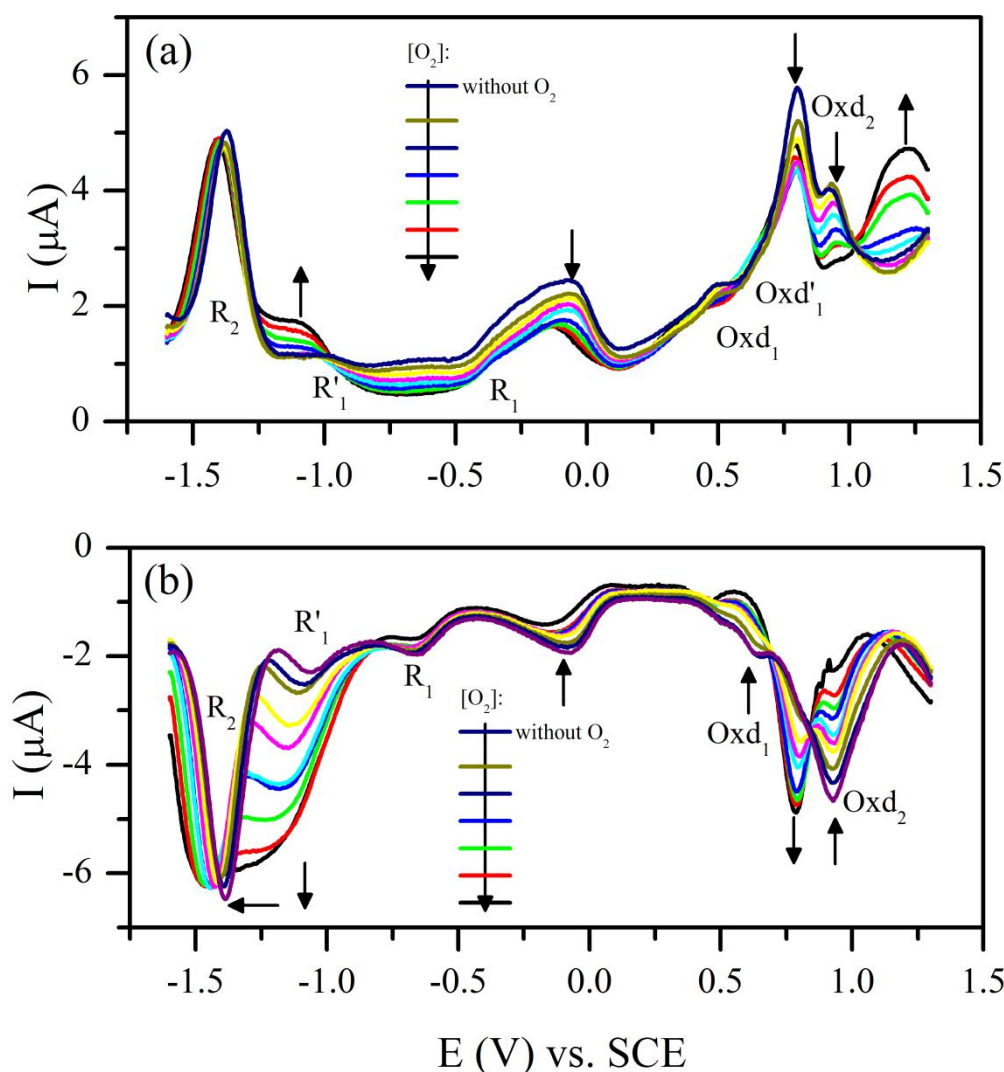 (a)
[O₂]:
without O₂
Oxd₂
6
4
2
0
I (μA)
R₂
R'₁
R₁
Oxd'₁
Oxd₁
-1.5 -1.0 -0.5 0.0 0.5 1.0 1.5
(b)
0
-2
-4
-6
I (μA)
R'₁
R₂
R₁
[O₂]:
without O₂
Oxd₁
Oxd₂
-1.5 -1.0 -0.5 0.0 0.5 1.0 1.5
E (V) vs. SCE